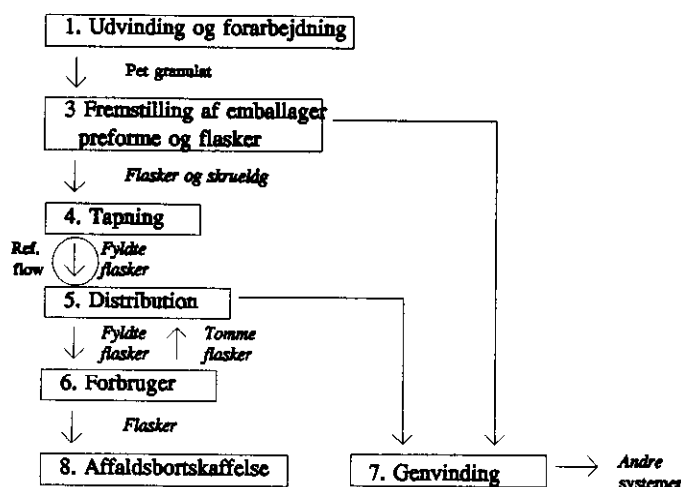 1. Udvinding og forarbejdning
Pet granulat
3 Fremstilling af emballager
preforme og flasker
Flasker og skruelåg
4. Tapning
Ref.
flow
Fyldte
flasker
5. Distribution
Fyldte
flasker
Tomme
flasker
6. Forbruger
Flasker
8. Affaldsbortskaffelse
7. Genvinding
Andre
systemer